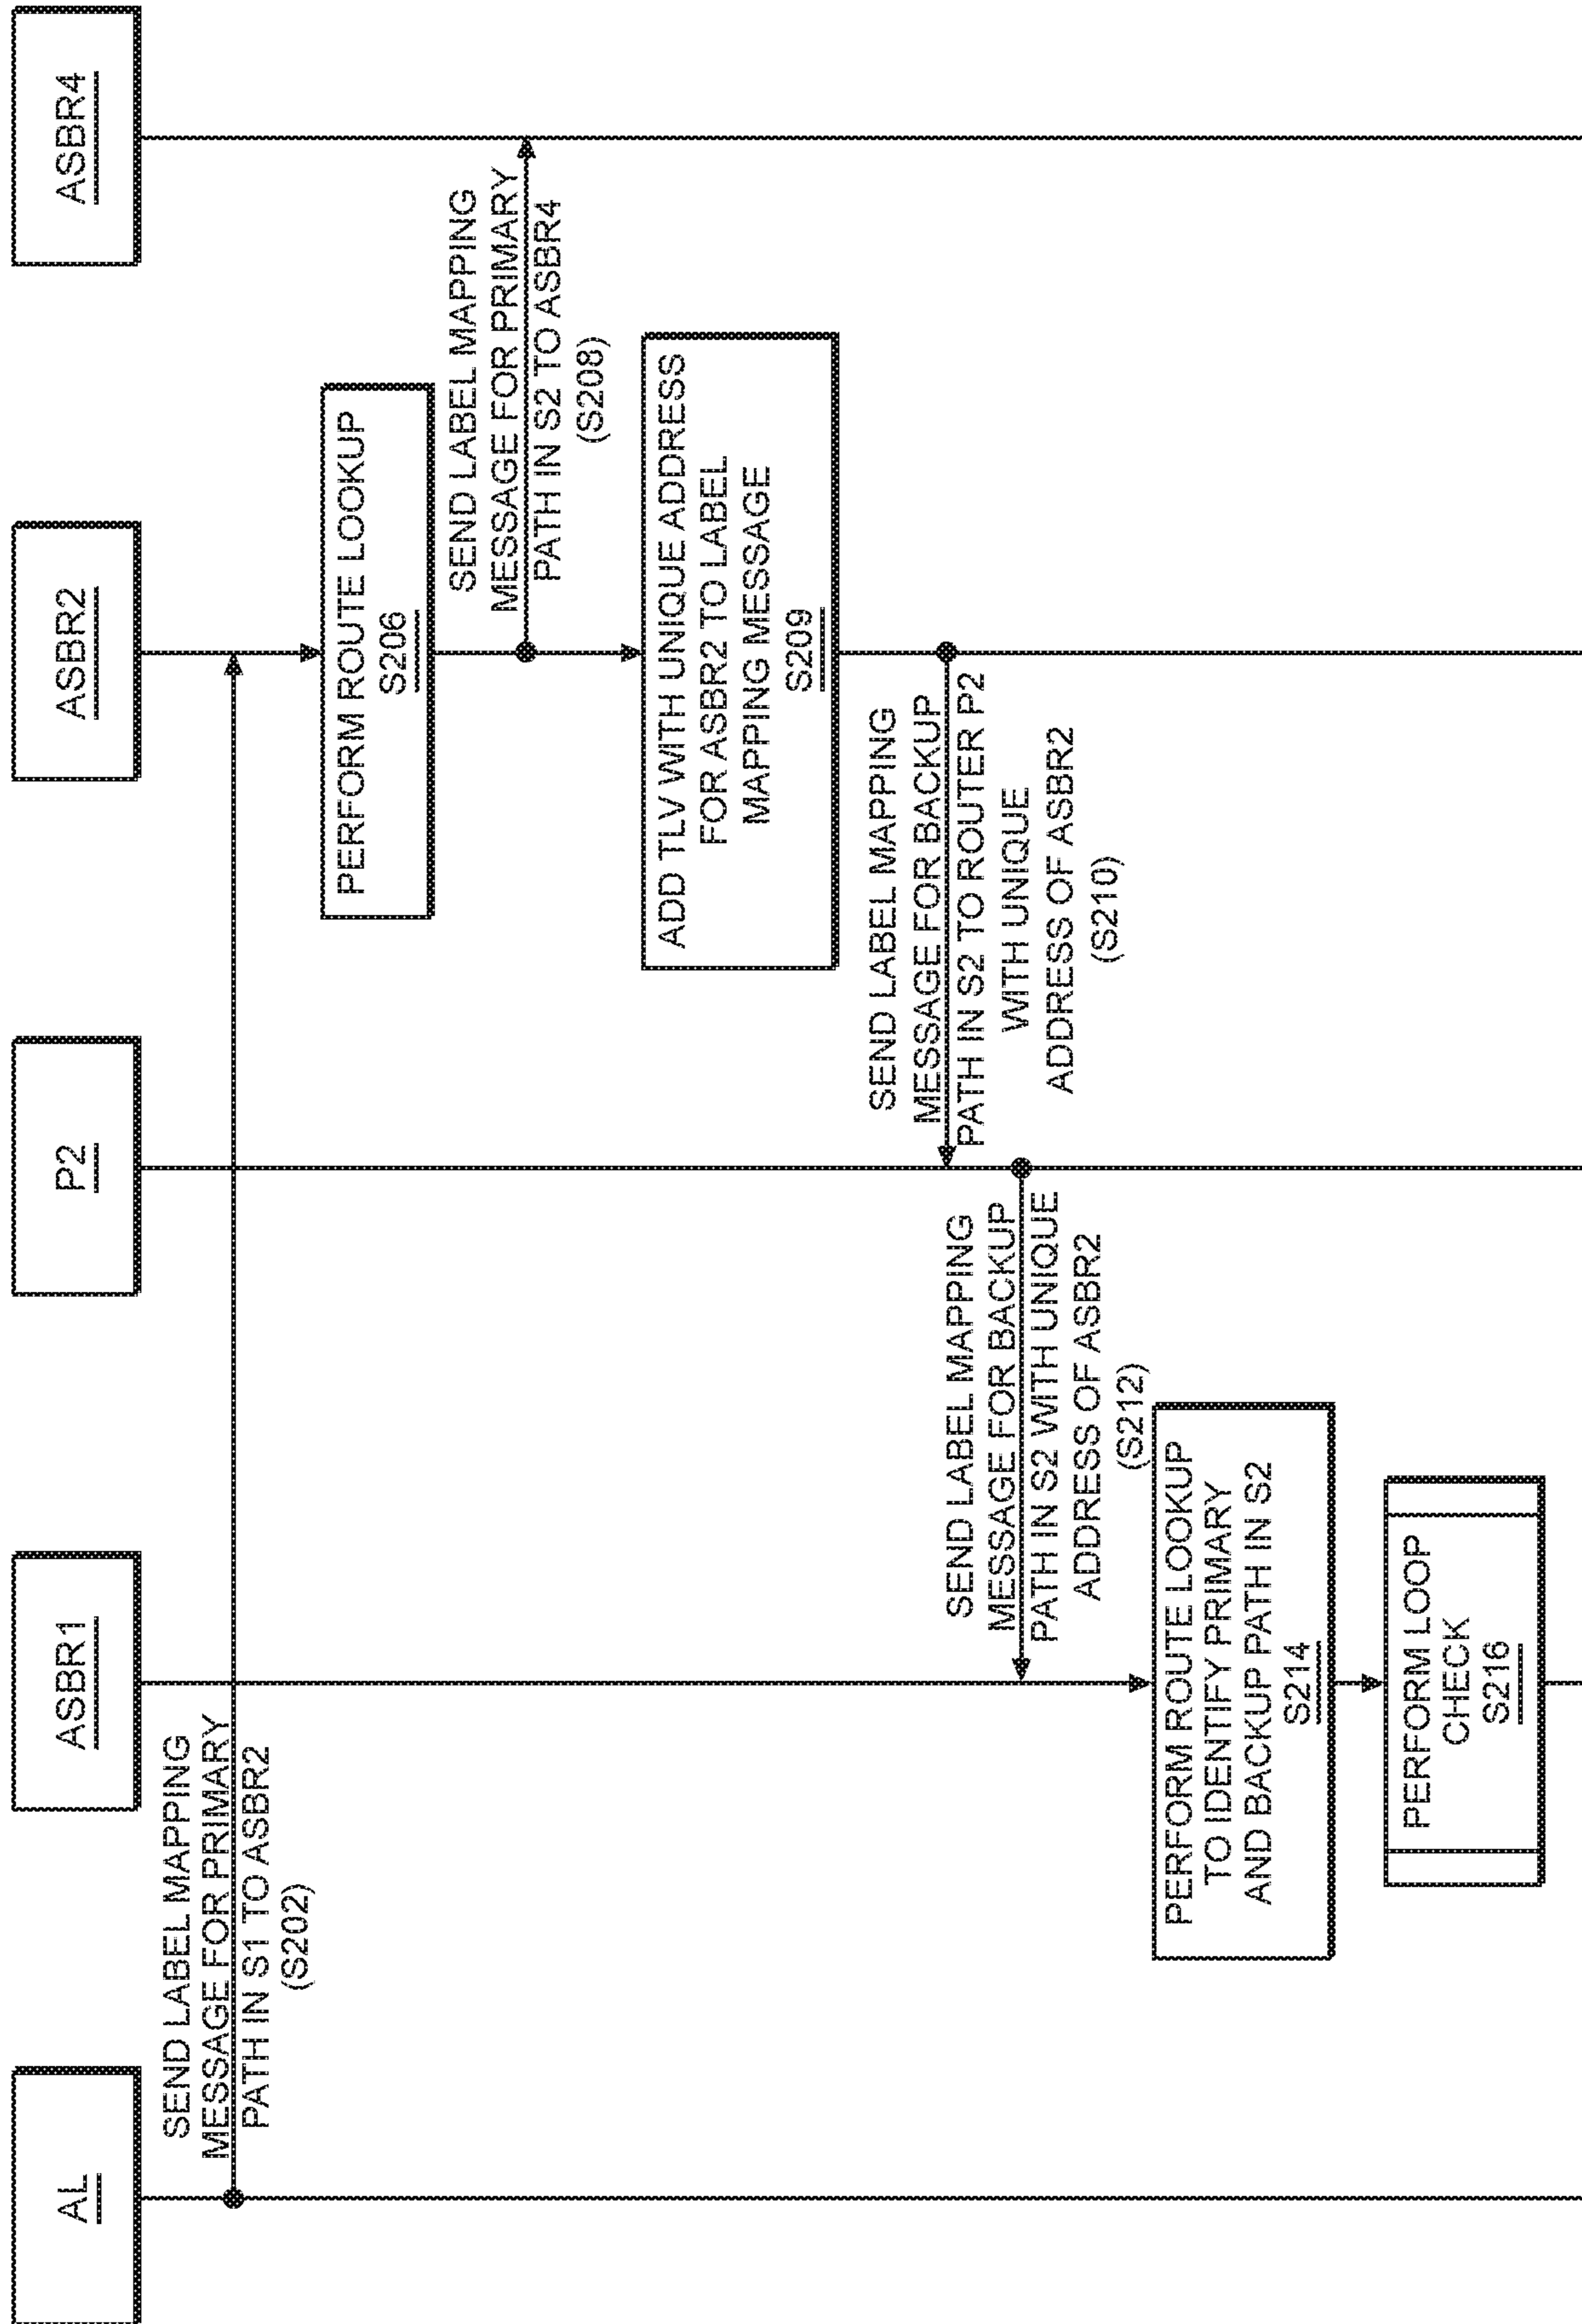 AL
ASBR1
P2
ASBR2
ASBR4
SEND LABEL MAPPING
MESSAGE FOR PRIMARY
PATH IN S1 TO ASBR2
(S202)
PERFORM ROUTE LOOKUP
S206
SEND LABEL MAPPING
MESSAGE FOR PRIMARY
PATH IN S2 TO ASBR4
(S208)
ADD TLV WITH UNIQUE ADDRESS
FOR ASBR2 TO LABEL
MAPPING MESSAGE
S209
SEND LABEL MAPPING
MESSAGE FOR BACKUP
PATH IN S2 TO ROUTER P2
WITH UNIQUE
ADDRESS OF ASBR2
(S210)
SEND LABEL MAPPING
MESSAGE FOR BACKUP
PATH IN S2 WITH UNIQUE
ADDRESS OF ASBR2
(S212)
PERFORM ROUTE LOOKUP
TO IDENTIFY PRIMARY
AND BACKUP PATH IN S2
S214
PERFORM LOOP
CHECK
S216